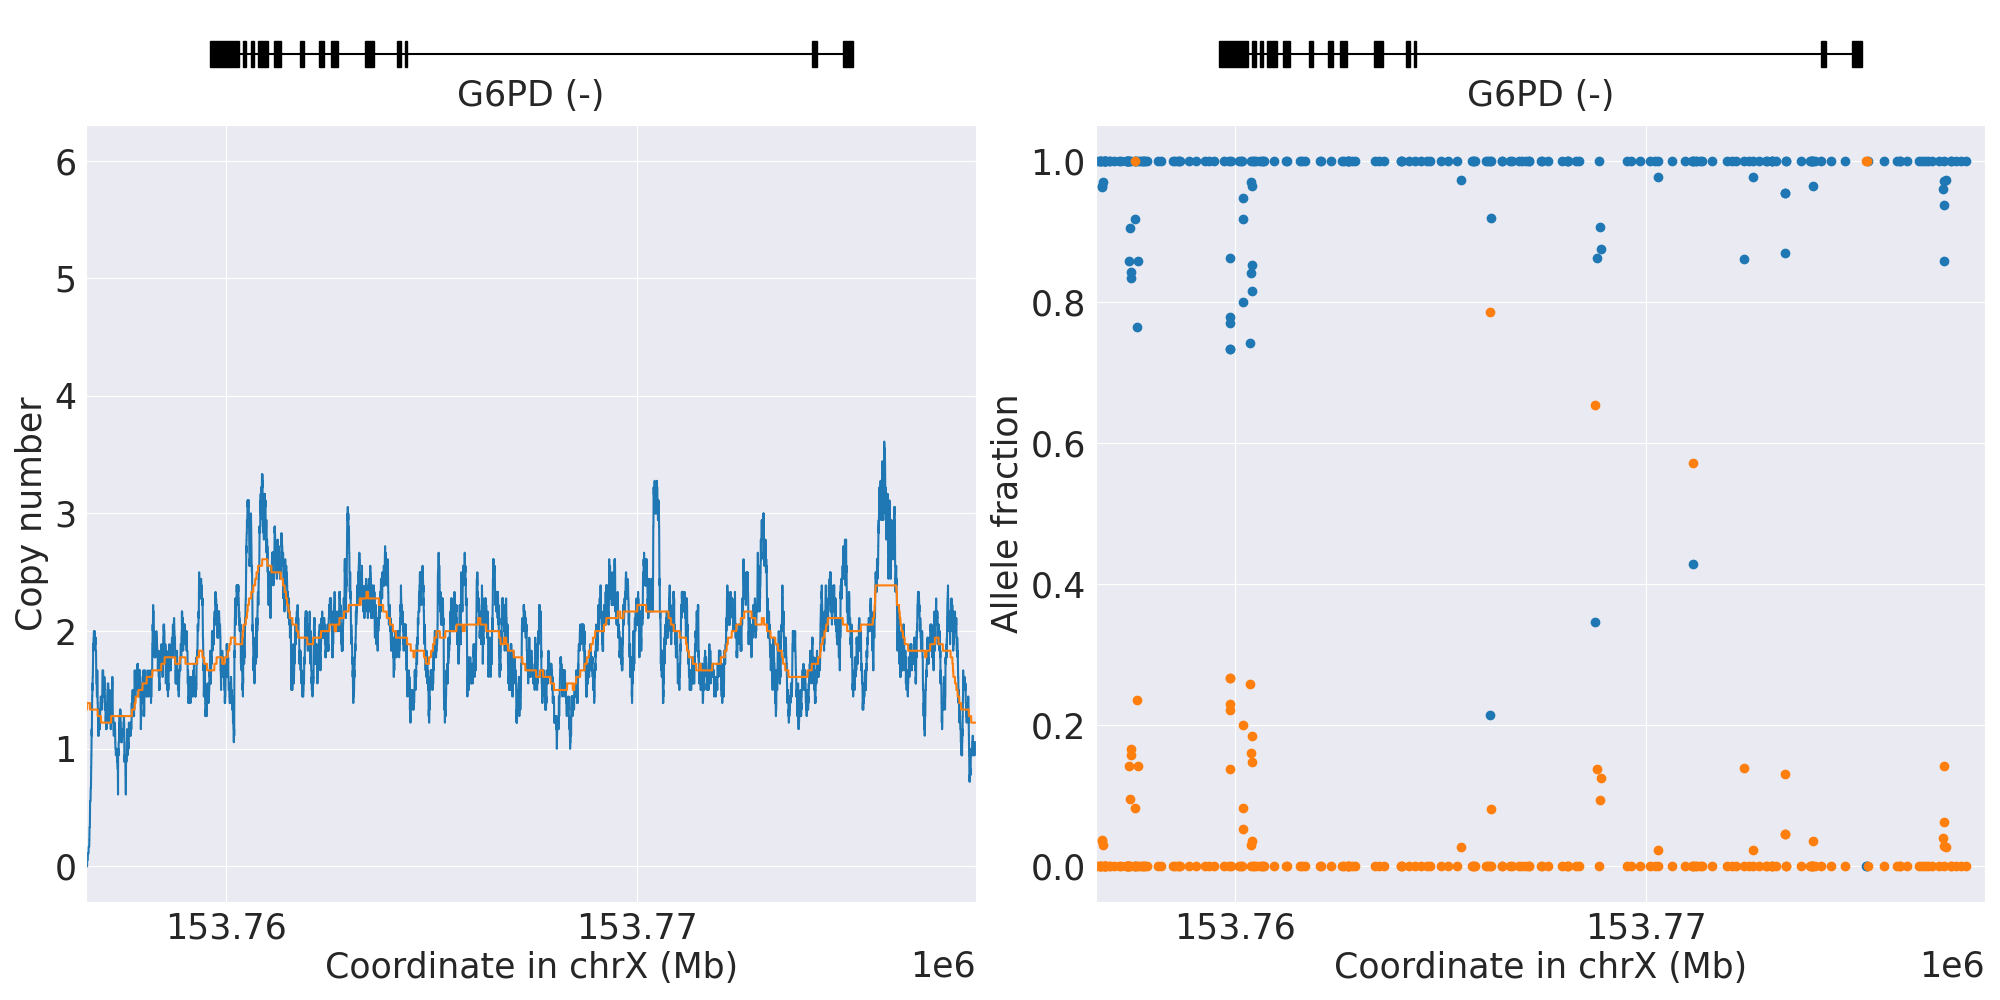 G6PD (-)
6
5
4
3
2
1
0
Copy number
153.76
153.77
Coordinate in chrX (Mb)
1e6
G6PD (-)
1.0
0.8
0.6
0.4
0.2
0.0
Allele fraction
153.76
153.77
Coordinate in chrX (Mb)
1e6